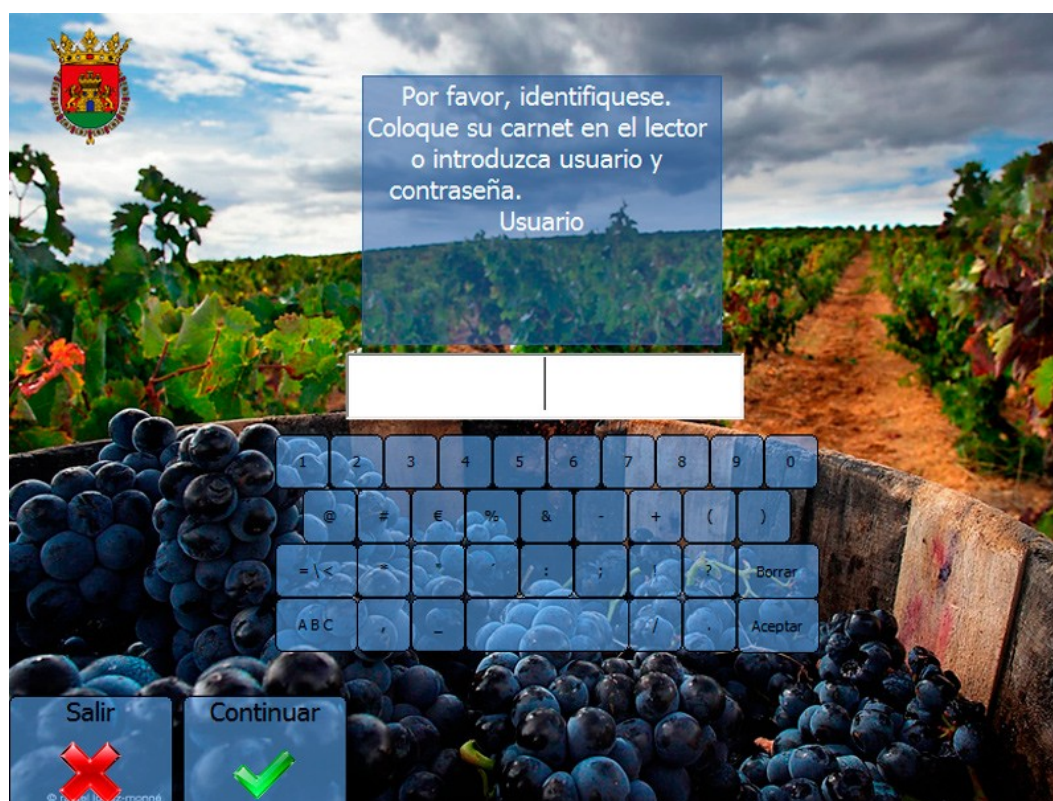 Por favor, identifiquese.
Coloque su carnet en el lector
o introduzca usuario y
contraseña.
Usuario
1 2 3 4 5 6 7 8 9 0
@ # € % & - + ( )
= \ < * " ' : ; ! ? Borrar
A B C , _ / . Aceptar
Salir Continuar